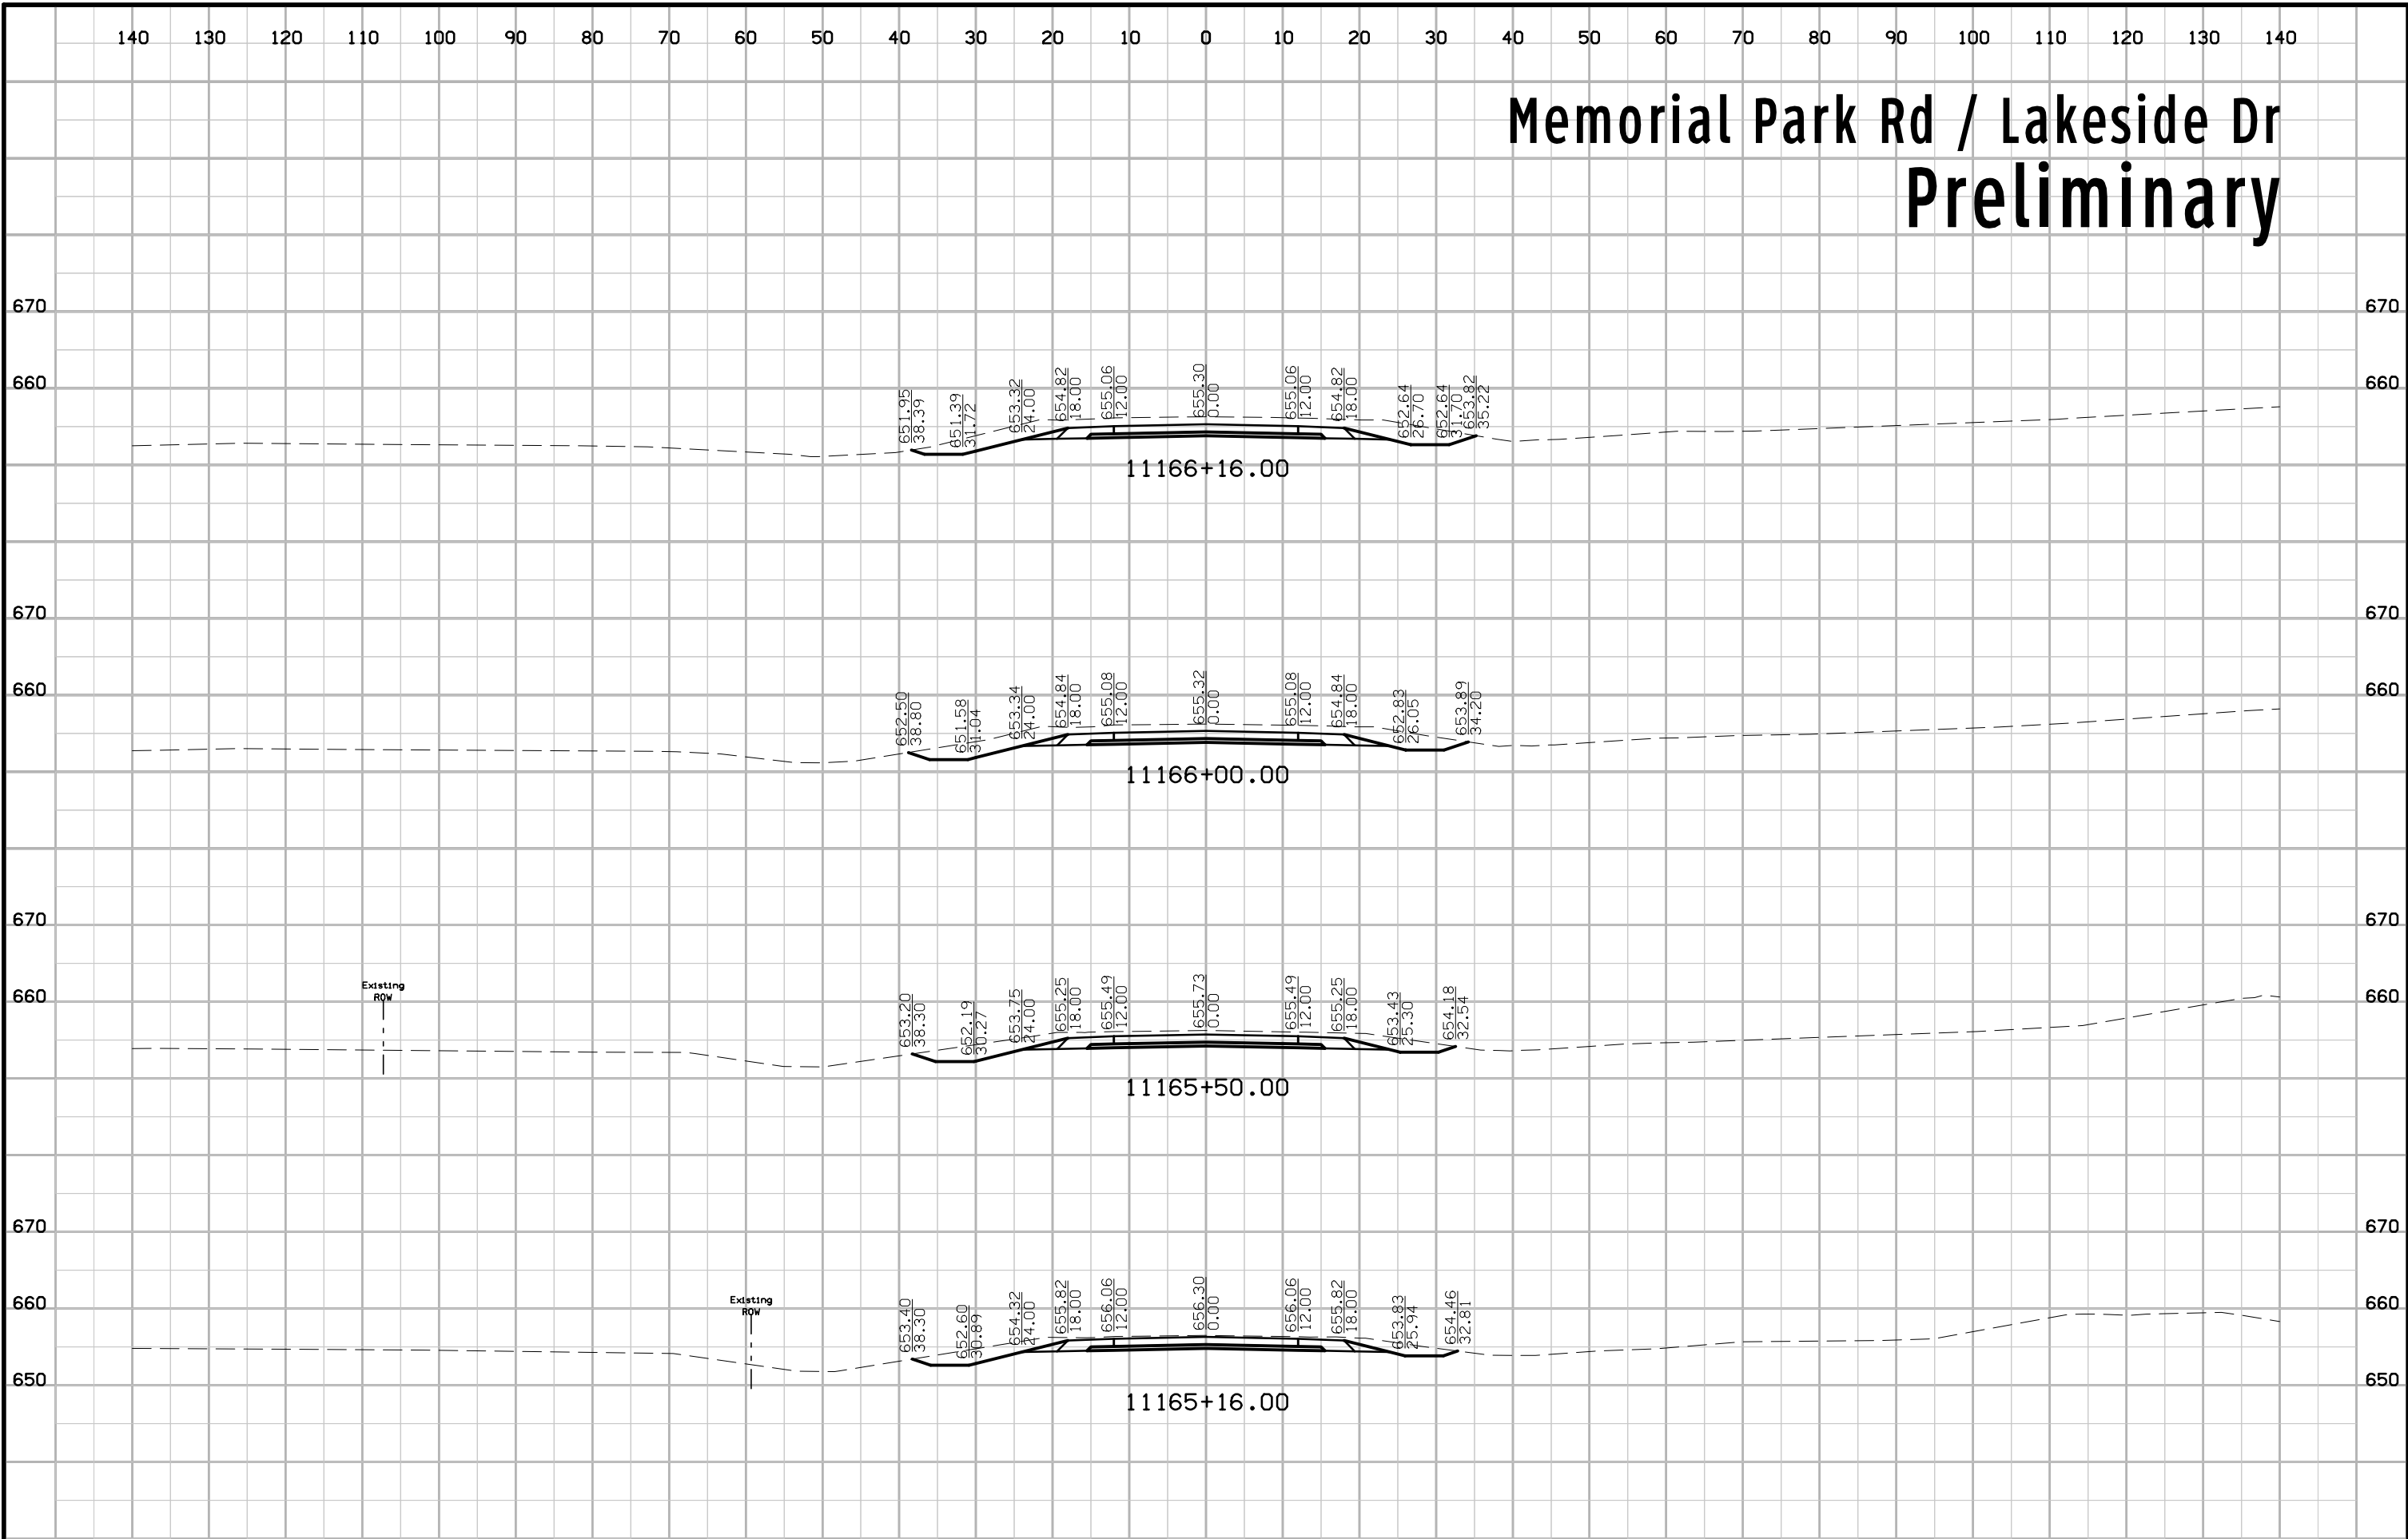 140 130 120 110 100 90 80 70 60 50 40 30 20 10 0 10 20 30 40 50 60 70 80 90 100 110 120 130 140
Memorial Park Rd / Lakeside Dr
Preliminary
670 670
660 660
651.95 651.39 653.32 654.82 655.06 655.30 655.06 654.82 652.64 652.64 653.82
38.39 31.72 24.00 18.00 12.00 0.00 12.00 18.00 26.70 31.70 35.22
11166+16.00
670 670
660 660
652.50 651.58 653.34 654.84 655.08 655.32 655.08 654.84 652.83 653.89
38.80 31.04 24.00 18.00 12.00 0.00 12.00 18.00 26.05 34.20
11166+00.00
670 670
Existing
ROW
660 660
653.20 652.19 653.75 655.25 655.49 655.73 655.49 655.25 653.43 654.18
38.30 30.27 24.00 18.00 12.00 0.00 12.00 18.00 25.30 32.54
11165+50.00
670 670
Existing
ROW
660 660
653.40 652.60 654.32 655.82 656.06 656.30 656.06 655.82 653.83 654.46
38.30 30.89 24.00 18.00 12.00 0.00 12.00 18.00 25.94 32.81
650 650
11165+16.00